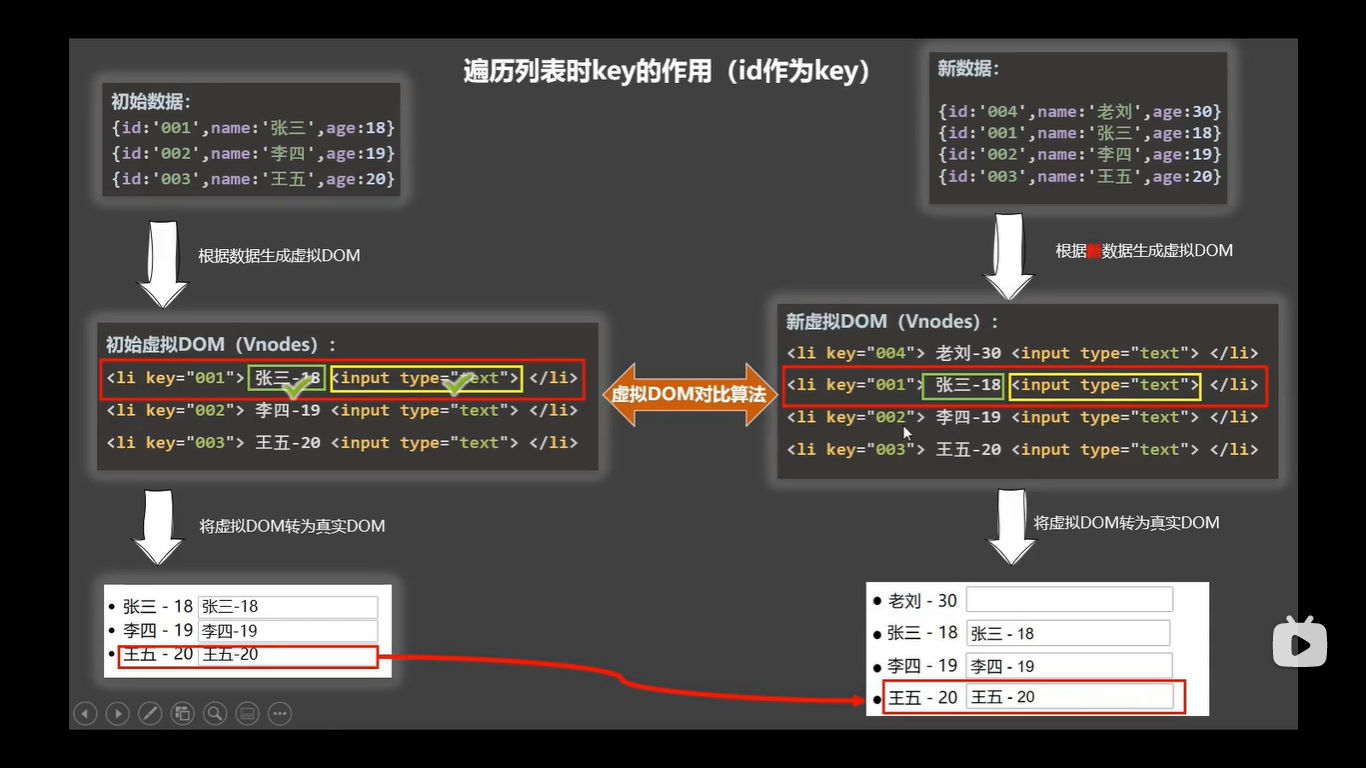 遍历列表时key的作用（id作为key）
初始数据：
{id:'001',name:'张三',age:18}
{id:'002',name:'李四',age:19}
{id:'003',name:'王五',age:20}
根据数据生成虚拟DOM
初始虚拟DOM（Vnodes）：
<li key="001"> 张三-18 <input type="text"> </li>
<li key="002"> 李四-19 <input type="text"> </li>
<li key="003"> 王五-20 <input type="text"> </li>
将虚拟DOM转为真实DOM
张三 - 18 张三-18
李四 - 19 李四-19
王五 - 20 王五-20
虚拟DOM对比算法
新数据：
{id:'004',name:'老刘',age:30}
{id:'001',name:'张三',age:18}
{id:'002',name:'李四',age:19}
{id:'003',name:'王五',age:20}
根据新数据生成虚拟DOM
新虚拟DOM（Vnodes）：
<li key="004"> 老刘-30 <input type="text"> </li>
<li key="001"> 张三-18 <input type="text"> </li>
<li key="002"> 李四-19 <input type="text"> </li>
<li key="003"> 王五-20 <input type="text"> </li>
将虚拟DOM转为真实DOM
老刘 - 30
张三 - 18 张三 - 18
李四 - 19 李四 - 19
王五 - 20 王五 - 20